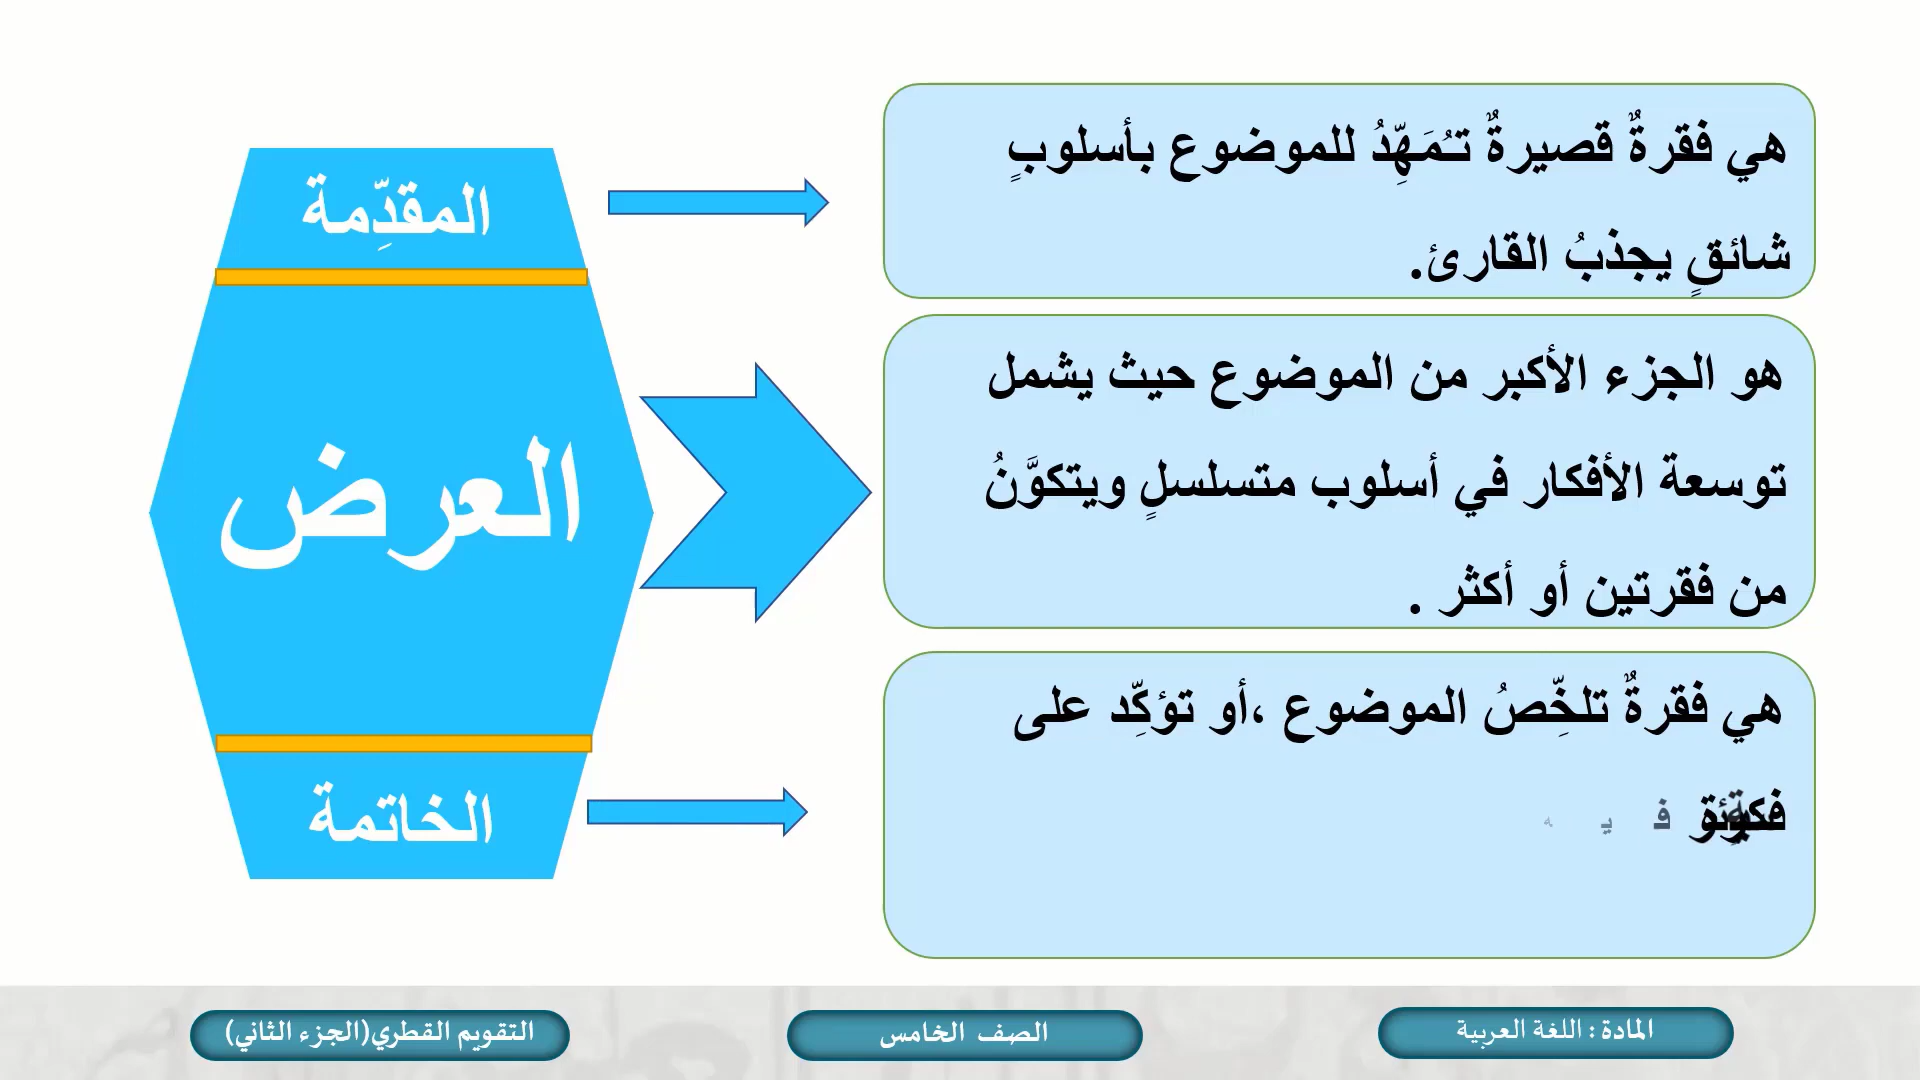 المقدّمة
هي فقرةٌ قصيرةٌ تـُمَهِّدُ للموضوع بأسلوبٍ
شائقٍ يجذبُ القارئ.
العرض
هو الجزء الأكبر من الموضوع حيث يشمل
توسعة الأفكار في أسلوب متسلسلٍ ويتكوَّنُ
من فقرتين أو أكثر .
الخاتمة
هي فقرةٌ تلخِّصُ الموضوع ،أو تؤكِّد على
المادة : اللغة العربية
الصف الخامس
التقويم القطري(الجزء الثاني)